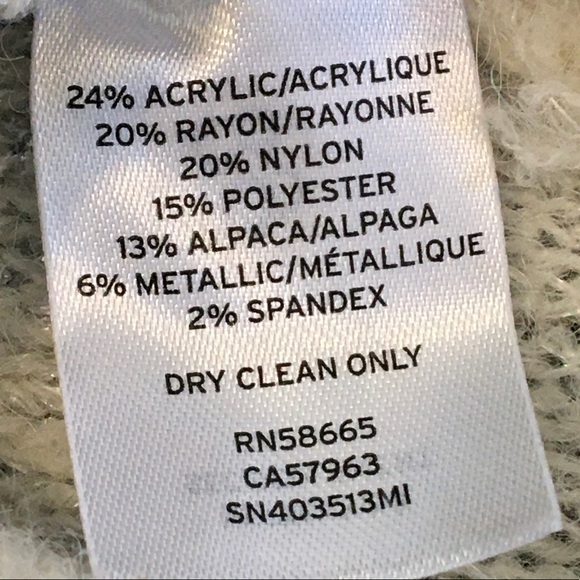 24% ACRYLIC/ACRYLIQUE
20% RAYON/RAYONNE
20% NYLON
15% POLYESTER
13% ALPACA/ALPAGA
6% METALLIC/MÉTALLIQUE
2% SPANDEX
DRY CLEAN ONLY
RN58665
CA57963
SN403513MI